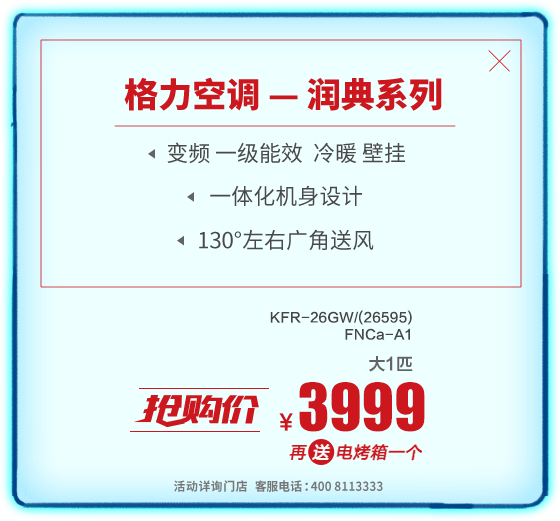 格力空调 — 润典系列
变频 一级能效 冷暖 壁挂
一体化机身设计
130°左右广角送风
KFR-26GW/(26595)
FNCa-A1
大1匹
抢购价 ¥3999
再送电烤箱一个
活动详询门店 客服电话:400 8113333